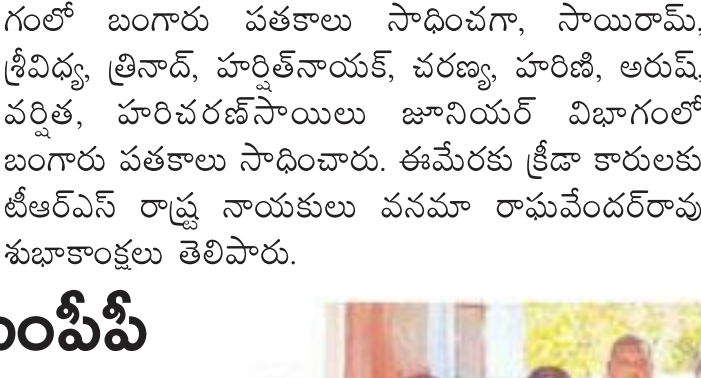 గంలో బంగారు పతకాలు సాధించగా, సాయిరామ్,
శ్రీవిధ్య, త్రినాద్, హర్షిత్‌నాయక్, చరణ్య, హరిణి, అరుష్,
వర్షిత, హరిచరణ్‌సాయిలు జూనియర్ విభాగంలో
బంగారు పతకాలు సాధించారు. ఈమేరకు క్రీడా కారులకు
టీఆర్ఎస్ రాష్ట్ర నాయకులు వనమా రాఘవేందర్‌రావు
శుభాకాంక్షలు తెలిపారు.